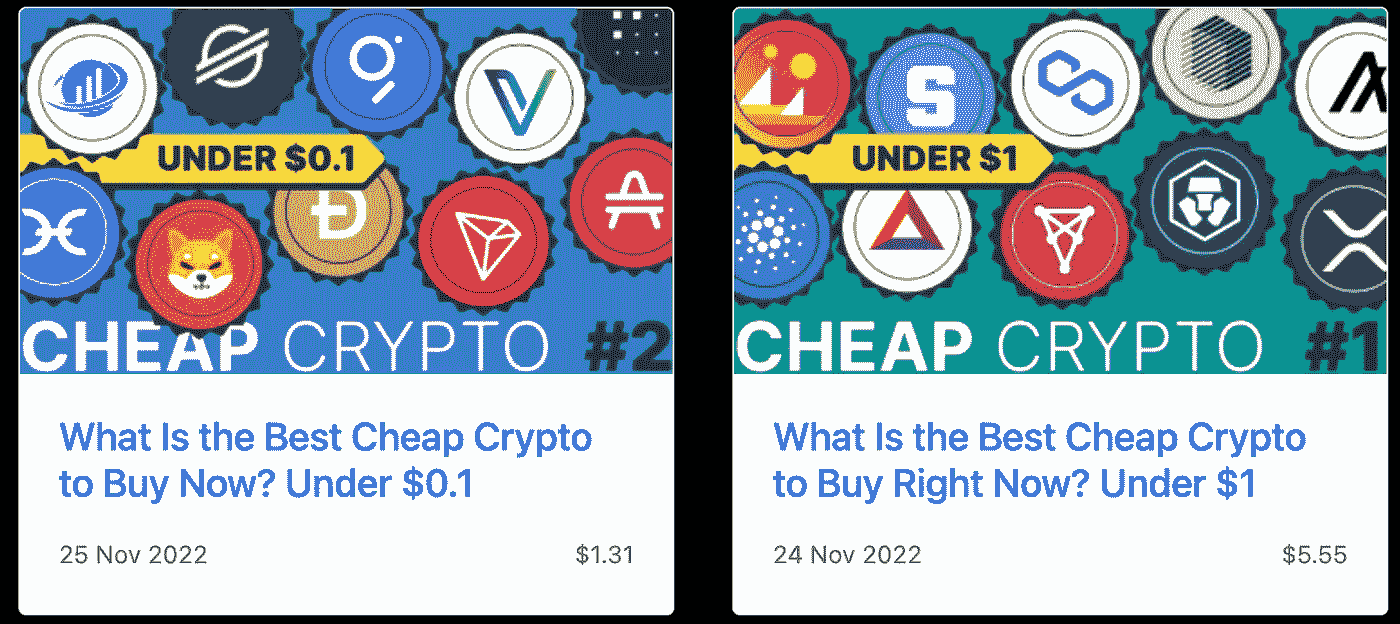 UNDER $0.1
CHEAP CRYPTO #2
What Is the Best Cheap Crypto
to Buy Now? Under $0.1
25 Nov 2022 $1.31
UNDER $1
CHEAP CRYPTO #1
What Is the Best Cheap Crypto
to Buy Right Now? Under $1
24 Nov 2022 $5.55